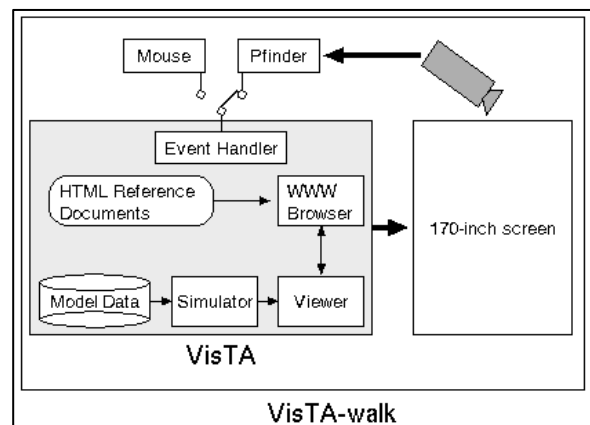 Mouse
Pfinder
Event Handler
HTML Reference
Documents
WWW
Browser
170-inch screen
Model Data
Simulator
Viewer
VisTA
VisTA-walk